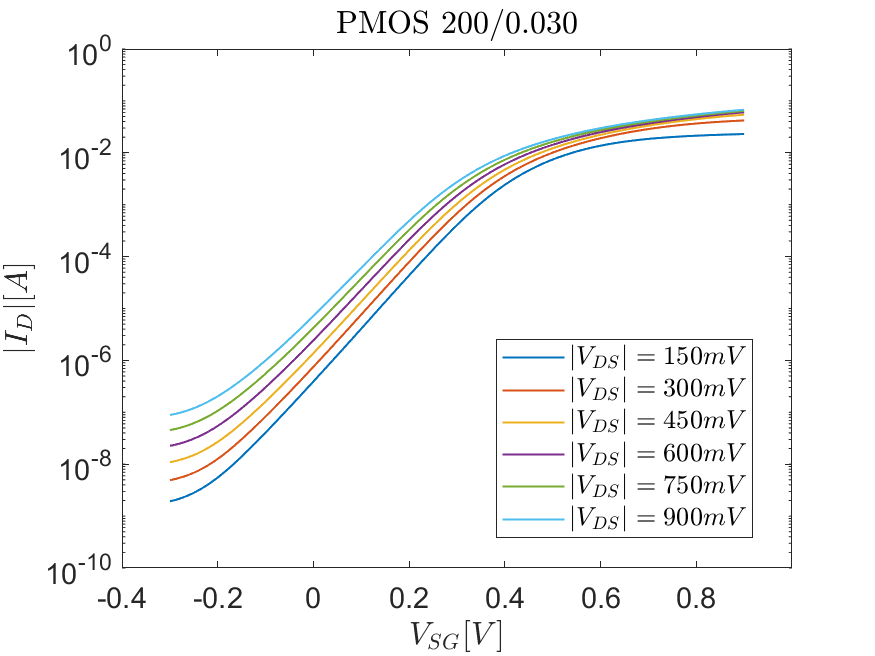 PMOS 200/0.030
10^0
10^-2
10^-4
10^-6
10^-8
10^-10
|I_D|[A]
|V_DS| = 150mV
|V_DS| = 300mV
|V_DS| = 450mV
|V_DS| = 600mV
|V_DS| = 750mV
|V_DS| = 900mV
-0.4 -0.2 0 0.2 0.4 0.6 0.8
V_SG[V]